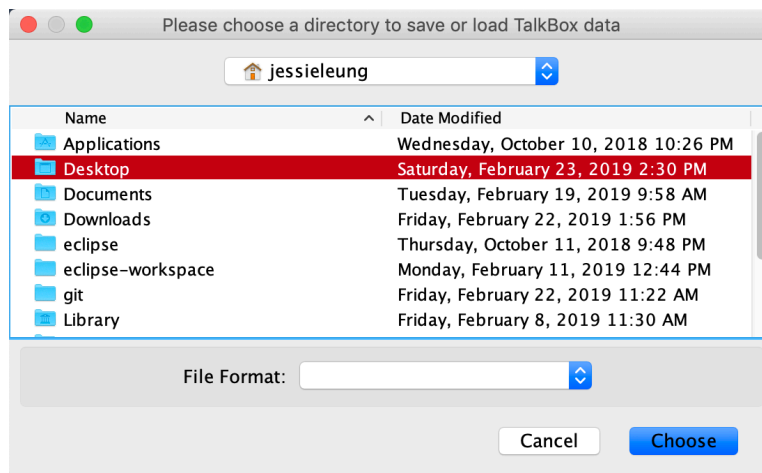 Please choose a directory to save or load TalkBox data
jessieleung
Name Date Modified
Applications Wednesday, October 10, 2018 10:26 PM
Desktop Saturday, February 23, 2019 2:30 PM
Documents Tuesday, February 19, 2019 9:58 AM
Downloads Friday, February 22, 2019 1:56 PM
eclipse Thursday, October 11, 2018 9:48 PM
eclipse-workspace Monday, February 11, 2019 12:44 PM
git Friday, February 22, 2019 11:22 AM
Library Friday, February 8, 2019 11:30 AM
File Format:
Cancel Choose